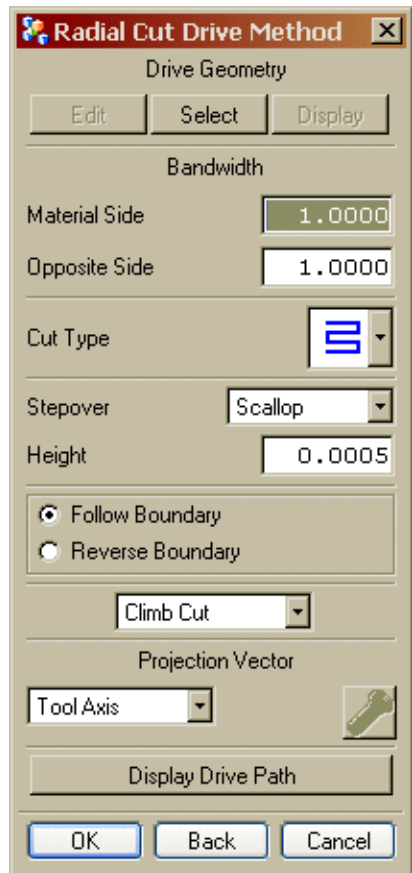 Radial Cut Drive Method
Drive Geometry
Edit Select Display
Bandwidth
Material Side 1.0000
Opposite Side 1.0000
Cut Type
Stepover Scallop
Height 0.0005
Follow Boundary
Reverse Boundary
Climb Cut
Projection Vector
Tool Axis
Display Drive Path
OK Back Cancel